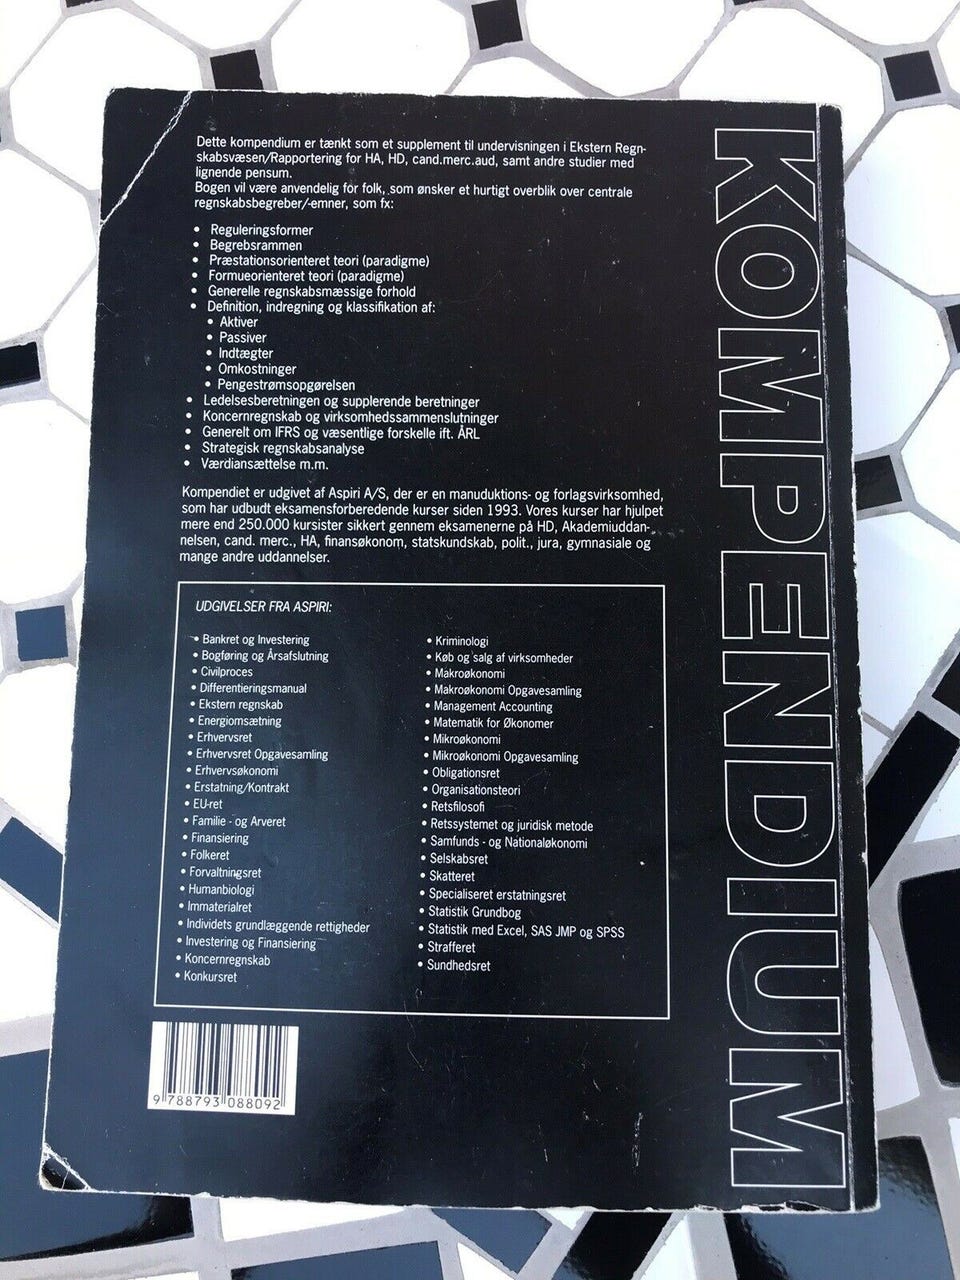 Dette kompendium er tænkt som et supplement til undervisningen i Ekstern Regn-
skabsvæsen/Rapportering for HA, HD, cand.merc.aud, samt andre studier med
lignende pensum.
Bogen vil være anvendelig for folk, som ønsker et hurtigt overblik over centrale
regnskabsbegreber/-emner, som fx:
• Reguleringsformer
• Begrebsrammen
• Præstationsorienteret teori (paradigme)
• Formueorienteret teori (paradigme)
• Generelle regnskabsmæssige forhold
• Definition, indregning og klassifikation af:
• Aktiver
• Passiver
• Indtægter
• Omkostninger
• Pengestrømsopgørelsen
• Ledelsesberetningen og supplerende beretninger
• Koncernregnskab og virksomhedssammenslutninger
• Generelt om IFRS og væsentlige forskelle ift. ÅRL
• Strategisk regnskabsanalyse
• Værdiansættelse m.m.
Kompendiet er udgivet af Aspiri A/S, der er en manuduktions- og forlagsvirksomhed,
som har udbudt eksamensforberedende kurser siden 1993. Vores kurser har hjulpet
mere end 250.000 kursister sikkert gennem eksamenerne på HD, Akademiuddan-
nelsen, cand. merc., HA, finansøkonom, statskundskab, polit., jura, gymnasiale og
mange andre uddannelser.
UDGIVELSER FRA ASPIRI:
• Bankret og Investering
• Bogføring og Årsafslutning
• Civilproces
• Differentieringsmanual
• Ekstern regnskab
• Energiomsætning
• Erhvervsret
• Erhvervsret Opgavesamling
• Erhvervsøkonomi
• Erstatning/Kontrakt
• EU-ret
• Familie - og Arveret
• Finansiering
• Folkeret
• Forvaltningsret
• Humanbiologi
• Immaterialret
• Individets grundlæggende rettigheder
• Investering og Finansiering
• Koncernregnskab
• Konkursret
• Kriminologi
• Køb og salg af virksomheder
• Makroøkonomi
• Makroøkonomi Opgavesamling
• Management Accounting
• Matematik for Økonomer
• Mikroøkonomi
• Mikroøkonomi Opgavesamling
• Obligationsret
• Organisationsteori
• Retsfilosofi
• Retssystemet og juridisk metode
• Samfunds - og Nationaløkonomi
• Selskabsret
• Skatteret
• Specialiseret erstatningsret
• Statistik Grundbog
• Statistik med Excel, SAS JMP og SPSS
• Strafferet
• Sundhedsret
9 788793 088092
KOMPENDIUM